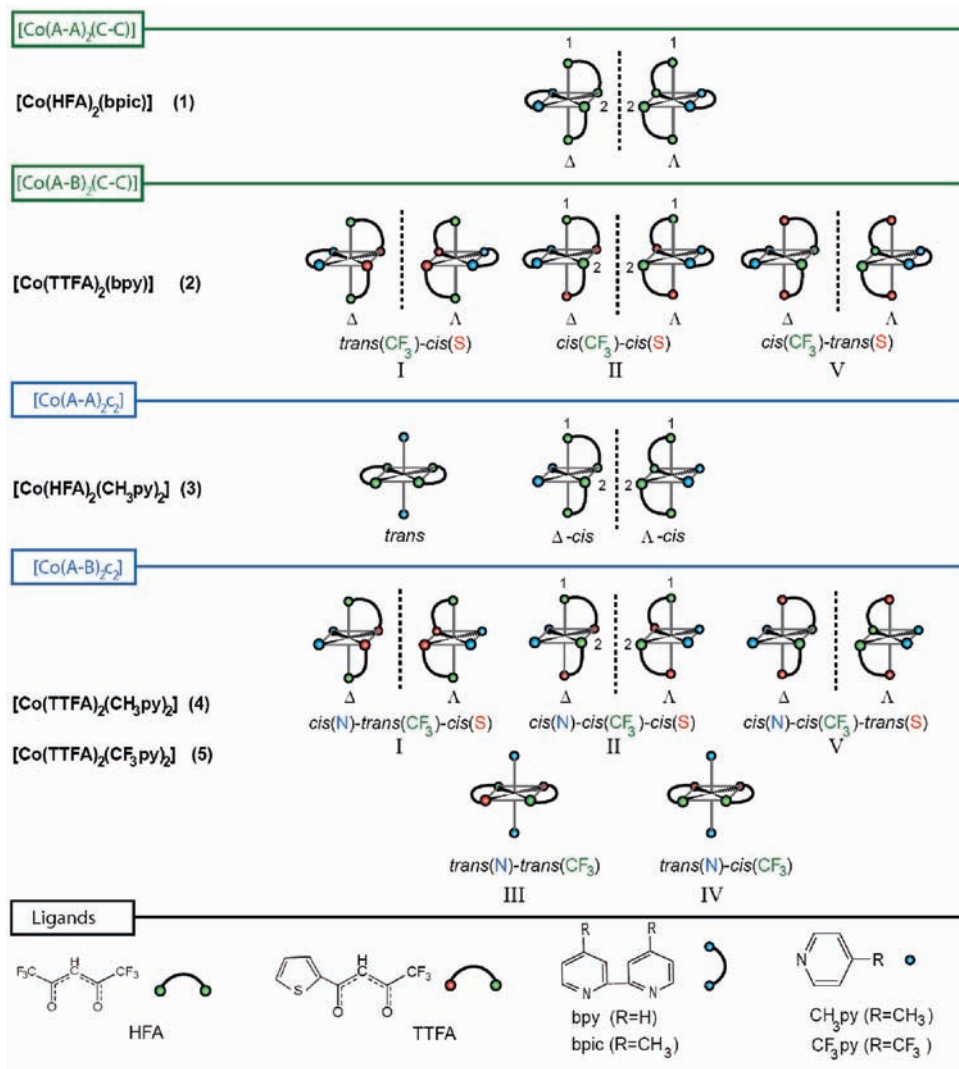 [Co(A-A)₂(C-C)]
1 1
[Co(HFA)₂(bpic)] (1)
2 2
Δ Λ
[Co(A-B)₂(C-C)]
1 1
[Co(TTFA)₂(bpy)] (2)
2 2
Δ Λ Δ Λ Δ Λ
trans(CF₃)-cis(S) cis(CF₃)-cis(S) cis(CF₃)-trans(S)
I II V
[Co(A-A)₂c₂]
1 1
[Co(HFA)₂(CH₃py)₂] (3)
2 2
trans Δ-cis Λ-cis
[Co(A-B)₂c₂]
1 1
2 2
Δ Λ Δ Λ Δ Λ
[Co(TTFA)₂(CH₃py)₂] (4)
cis(N)-trans(CF₃)-cis(S) cis(N)-cis(CF₃)-cis(S) cis(N)-cis(CF₃)-trans(S)
I II V
[Co(TTFA)₂(CF₃py)₂] (5)
trans(N)-trans(CF₃) trans(N)-cis(CF₃)
III IV
Ligands
F₃C H CF₃
O O
HFA
S H CF₃
O O
TTFA
R R
N N
bpy (R=H)
bpic (R=CH₃)
N R
CH₃py (R=CH₃)
CF₃py (R=CF₃)